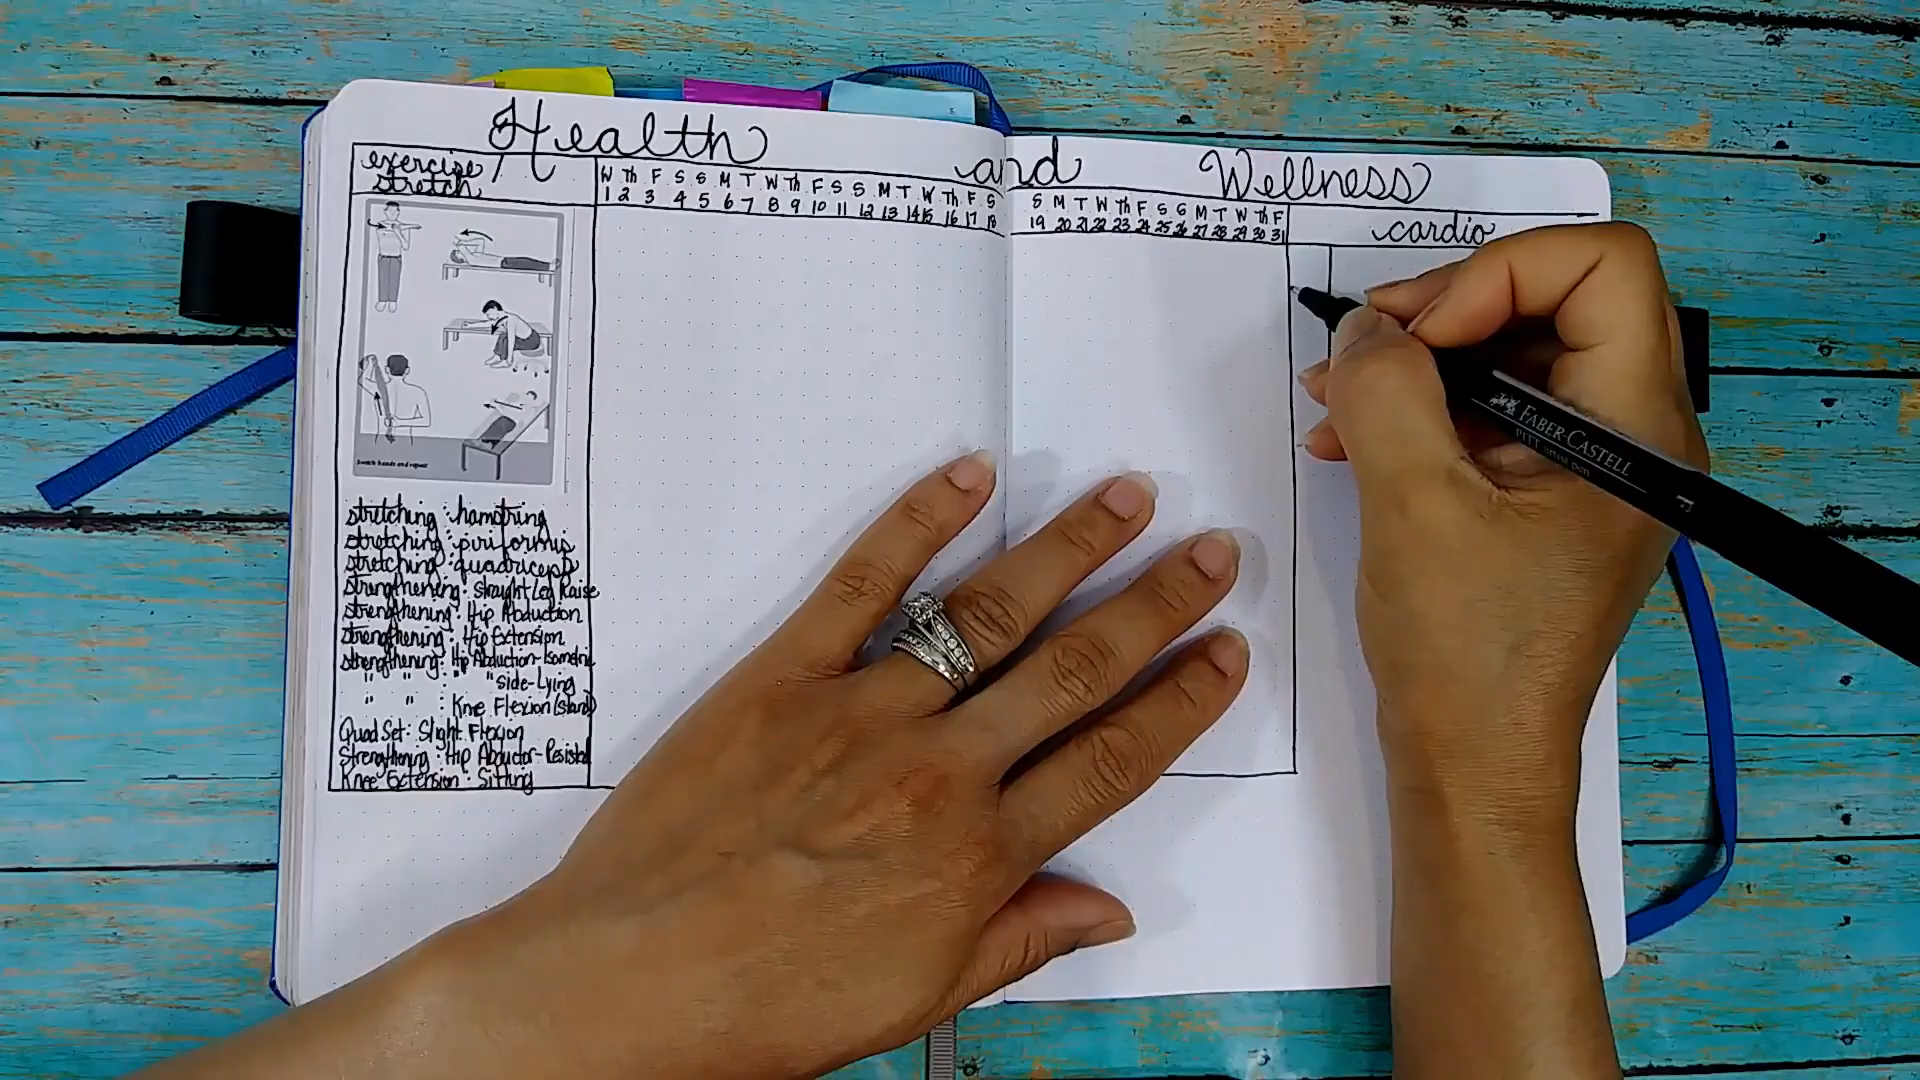 Health and Wellness
exercise/
stretch
W Th F S S M T W Th F S S M T W Th F S
1 2 3 4 5 6 7 8 9 10 11 12 13 14 15 16 17 18
S M T W Th F S S M T W Th F
19 20 21 22 23 24 25 26 27 28 29 30 31
cardio
Switch hands and repeat
stretching : hamstring
stretching : piriformis
stretching : quadriceps
strengthening : Straight Leg Raise
strengthening : Hip Abduction
strengthening : Hip Extension
strengthening : Hip Abduction-Isometric
" " : " " side-Lying
" " : Knee Flexion (stand)
Quad Set : Slight Flexion
Strengthening : Hip Abductor-Resisted
Knee Extension : Sitting
FABER-CASTELL
PITT artist pen